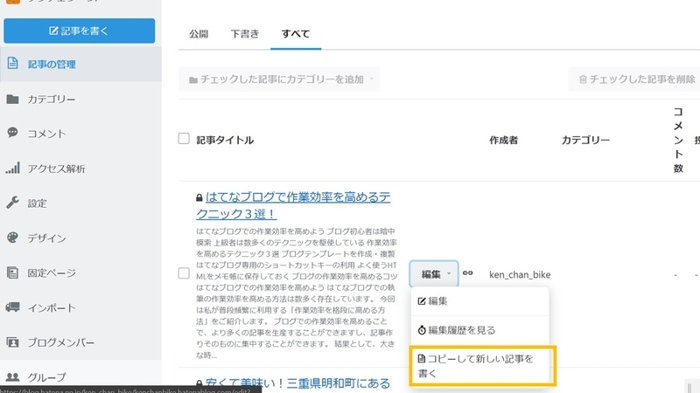 記事を書く
記事の管理
カテゴリー
コメント
アクセス解析
設定
デザイン
固定ページ
インポート
ブログメンバー
グループ
公開 下書き すべて
チェックした記事にカテゴリーを追加
チェックした記事を削除
記事タイトル 作成者 カテゴリー コメント数
はてなブログで作業効率を高めるテ
クニック３選！
はてなブログでの作業効率を高めよう ブログ初心者は暗中
模索 上級者は数多くのテクニックを駆使している 作業効率
を高めるテクニック３選 ブログテンプレートを作成・複製
はてなブログ専用のショートカットキーの利用 よく使うHT
MLをメモ帳に保存しておく ブログの作業効率を高めるコツ
はてなブログでの作業効率を高めよう はてなブログでの執
筆の作業効率を高める方法は数多く存在しています。 今回
は私が普段頻繁に利用する「作業効率を格段に高める方
法」をご紹介します。 ブログでの作業効率を高めること
で、より多くの記事を生産することができますし、記事作
りそのものに集中することができます。 結果として、大き
な時...
編集 ken_chan_bike - -
編集
編集履歴を見る
コピーして新しい記事を
書く
安くて美味い！三重県明和町にある